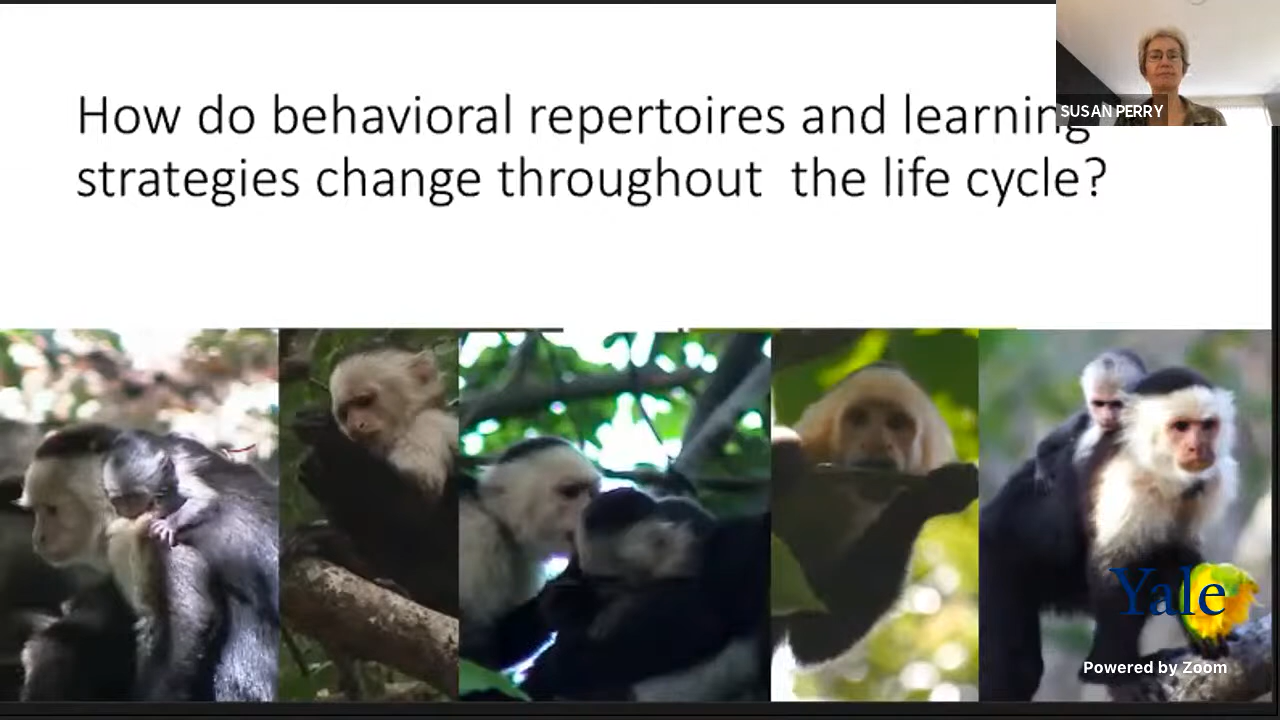 How do behavioral repertoires and learning
strategies change throughout  the life cycle?
SUSAN PERRY
Yale
Powered by Zoom